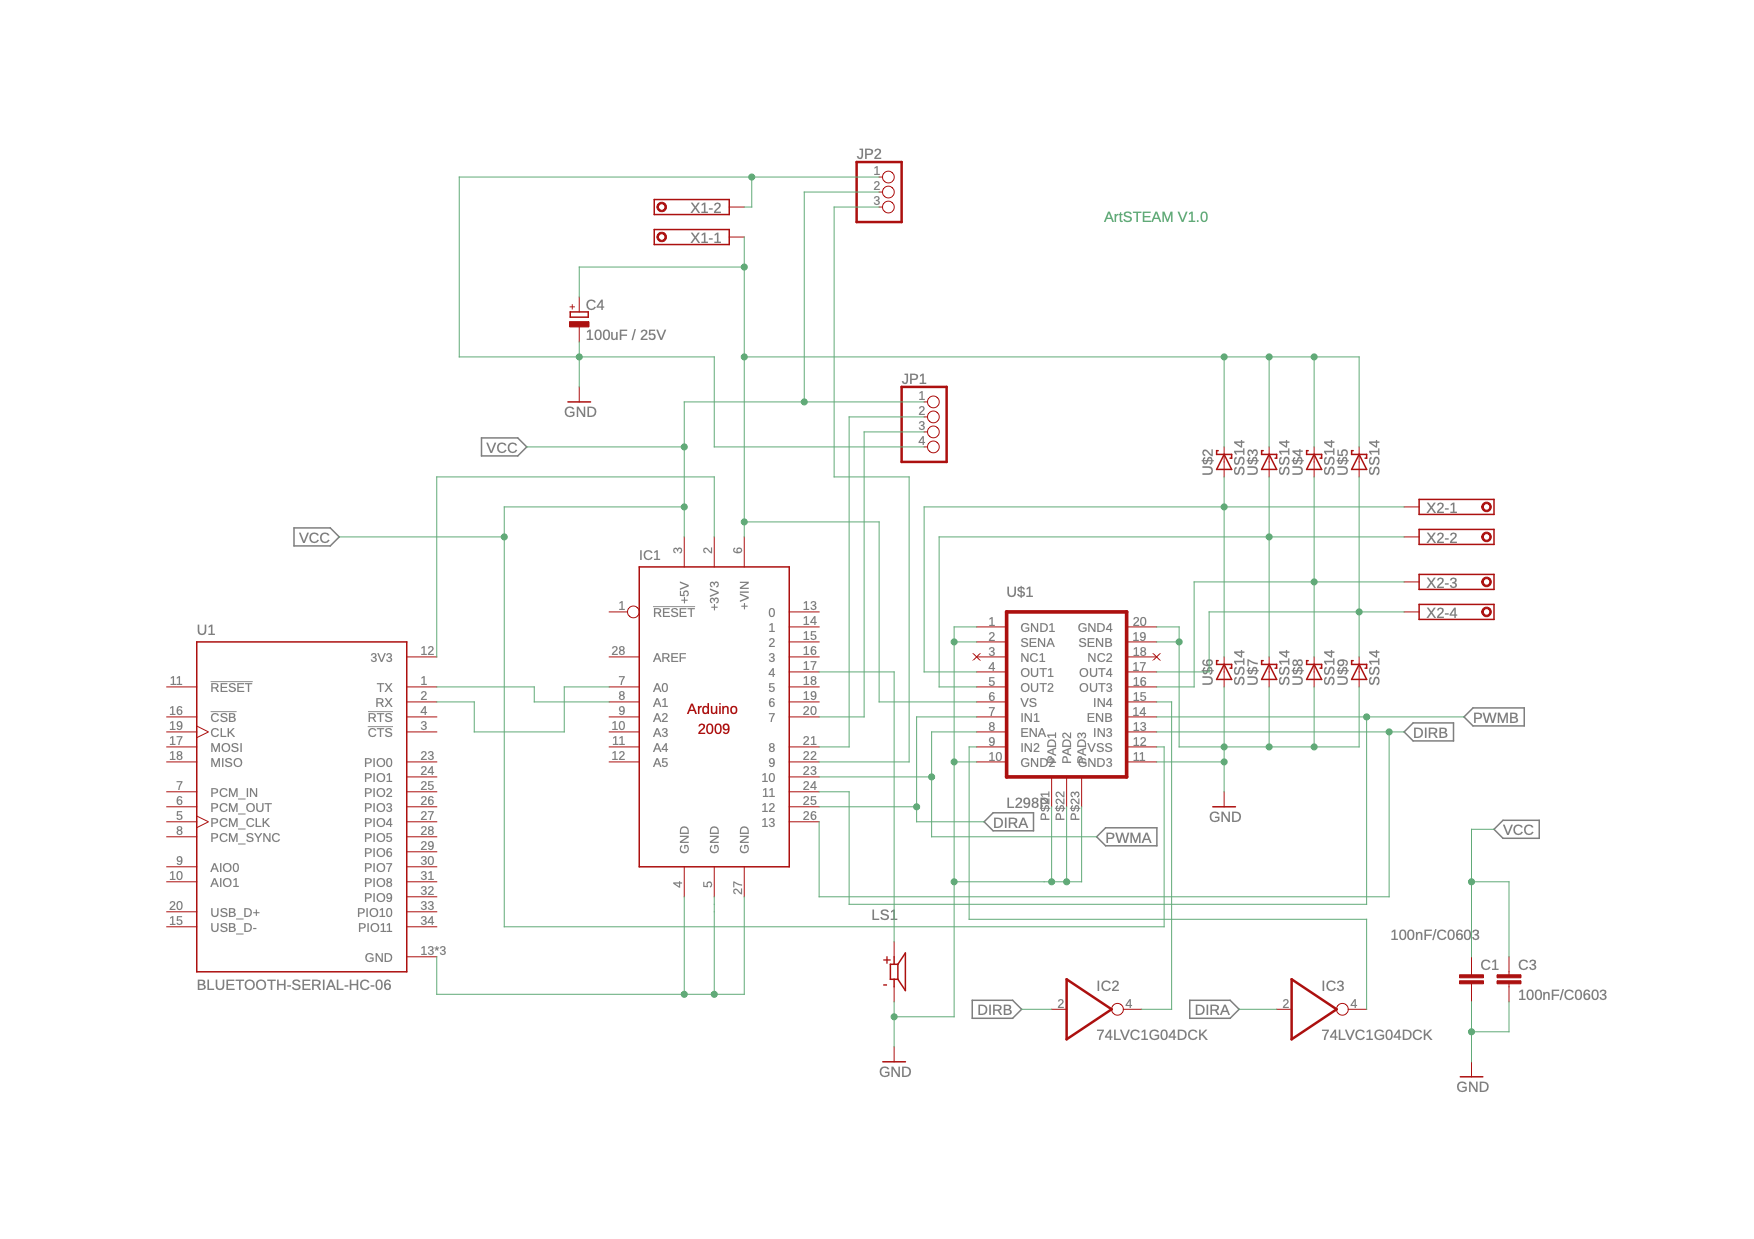 JP2
1
2
3
X1-2
X1-1
ArtSTEAM V1.0
+ C4
100uF / 25V
GND
JP1
1
2
3
4
VCC
VCC
U$2 SS14 U$3 SS14 U$4 SS14 U$5 SS14
X2-1
X2-2
X2-3
X2-4
U$6 SS14 U$7 SS14 U$8 SS14 U$9 SS14
IC1
3 2 6
+5V +3V3 +VIN
1 RESET
28 AREF
7 A0
8 A1
9 A2
10 A3
11 A4
12 A5
Arduino
2009
0 13
1 14
2 15
3 16
4 17
5 18
6 19
7 20
8 21
9 22
10 23
11 24
12 25
13 26
GND GND GND
4 5 27
U1
11 RESET
16 CSB
19 CLK
17 MOSI
18 MISO
7 PCM_IN
6 PCM_OUT
5 PCM_CLK
8 PCM_SYNC
9 AIO0
10 AIO1
20 USB_D+
15 USB_D-
3V3 12
TX 1
RX 2
RTS 4
CTS 3
PIO0 23
PIO1 24
PIO2 25
PIO3 26
PIO4 27
PIO5 28
PIO6 29
PIO7 30
PIO8 31
PIO9 32
PIO10 33
PIO11 34
GND 13*3
BLUETOOTH-SERIAL-HC-06
U$1
1 GND1 GND4 20
2 SENA SENB 19
3 NC1 NC2 18
4 OUT1 OUT4 17
5 OUT2 OUT3 16
6 VS IN4 15
7 IN1 ENB 14
8 ENA IN3 13
9 IN2 VSS 12
10 GND2 GND3 11
PAD1 PAD2 PAD3
P$21 P$22 P$23
PWMB
DIRB
DIRA
PWMA
GND
VCC
LS1
+
-
GND
DIRB 2 4
IC2
74LVC1G04DCK
DIRA 2 4
IC3
74LVC1G04DCK
100nF/C0603
C1 C3
100nF/C0603
GND